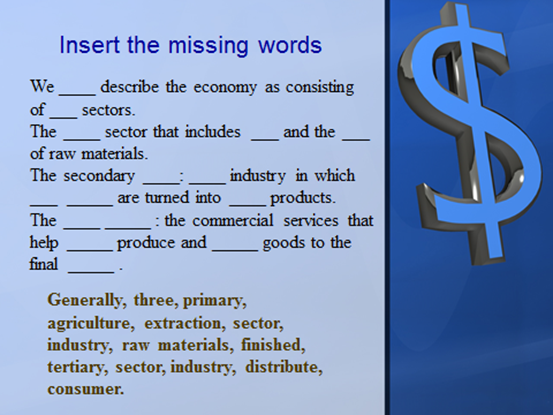 Insert the missing words
We ____ describe the economy as consisting
of ___ sectors.
The ____ sector that includes ___ and the ___
of raw materials.
The secondary ____: ____ industry in which
___ _____ are turned into ____ products.
The ____ _____ : the commercial services that
help _____ produce and _____ goods to the
final _____ .
Generally, three, primary,
agriculture, extraction, sector,
industry, raw materials, finished,
tertiary, sector, industry, distribute,
consumer.